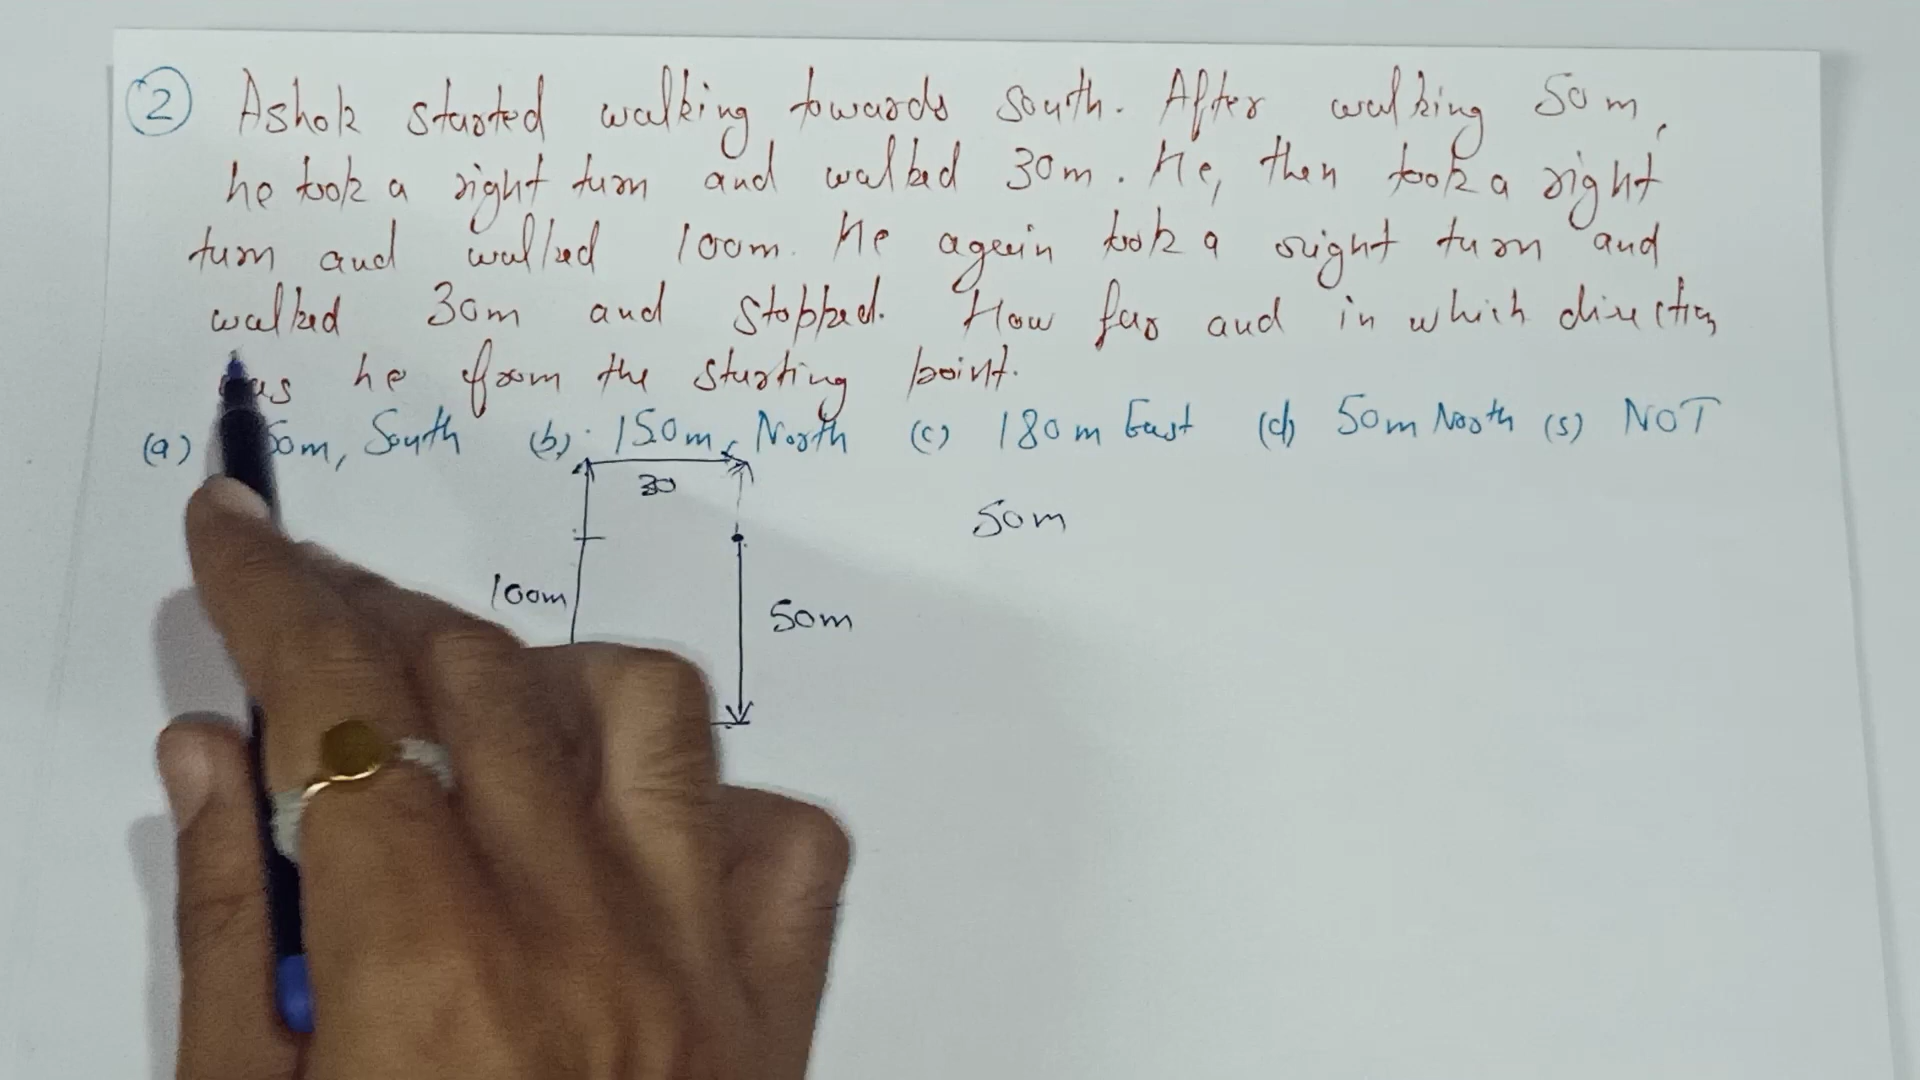 2 Ashok started walking towards south. After walking 50m,
he took a right turn and walked 30m. He, then took a right
turn and walked 100m. He again took a right turn and
walked 30m and stopped. How far and in which direction
he from the starting point.
(a) South (b) 150m, North (c) 180m East (d) 50m North (s) NOT
30
50m
100m
50m